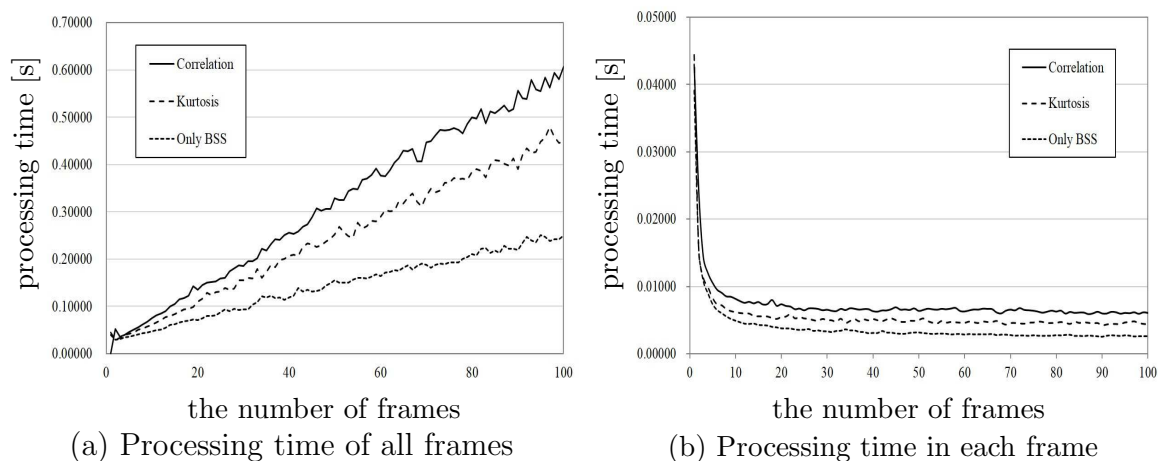 0.70000
0.60000
0.50000
0.40000
0.30000
0.20000
0.10000
0.00000
processing time [s]
Correlation
Kurtosis
Only BSS
0 20 40 60 80 100
the number of frames
(a) Processing time of all frames
0.05000
0.04000
0.03000
0.02000
0.01000
0.00000
processing time [s]
Correlation
Kurtosis
Only BSS
0 10 20 30 40 50 60 70 80 90 100
the number of frames
(b) Processing time in each frame